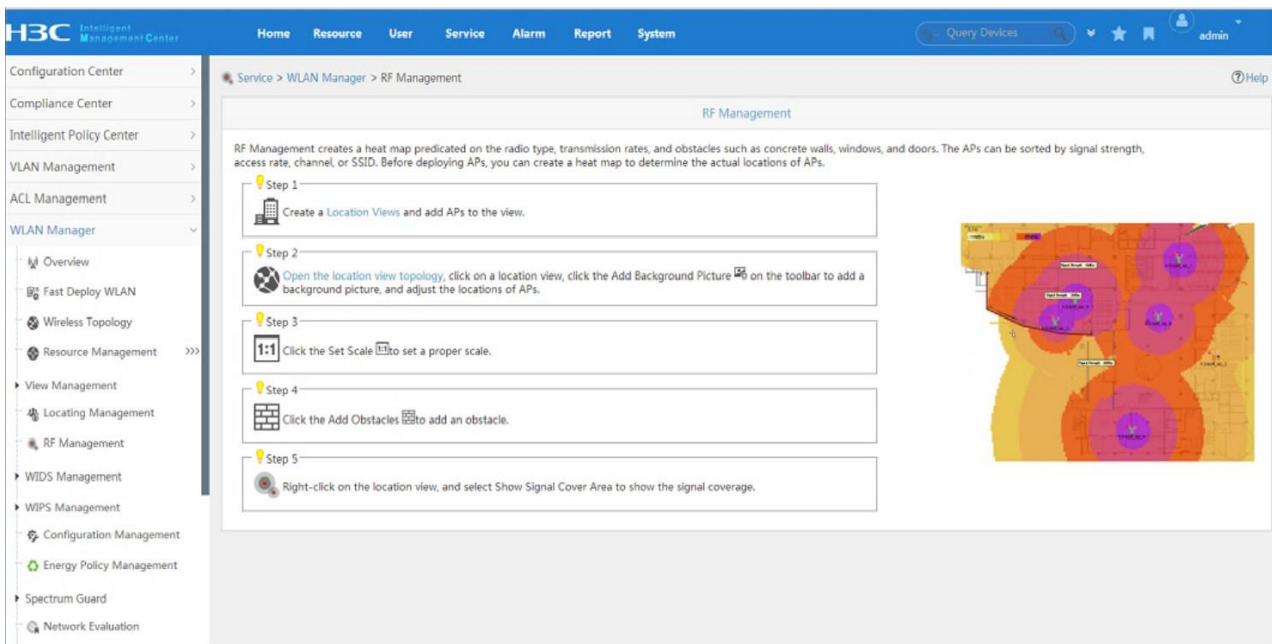 H3C Intelligent
Management Center
Home Resource User Service Alarm Report System
Query Devices
admin
Configuration Center
Compliance Center
Intelligent Policy Center
VLAN Management
ACL Management
WLAN Manager
Overview
Fast Deploy WLAN
Wireless Topology
Resource Management >>>
View Management
Locating Management
RF Management
WIDS Management
WIPS Management
Configuration Management
Energy Policy Management
Spectrum Guard
Network Evaluation
Service > WLAN Manager > RF Management
Help
RF Management
RF Management creates a heat map predicated on the radio type, transmission rates, and obstacles such as concrete walls, windows, and doors. The APs can be sorted by signal strength,
access rate, channel, or SSID. Before deploying APs, you can create a heat map to determine the actual locations of APs.
Step 1
Create a Location Views and add APs to the view.
Step 2
Open the location view topology, click on a location view, click the Add Background Picture on the toolbar to add a
background picture, and adjust the locations of APs.
Step 3
1:1 Click the Set Scale 1:1 to set a proper scale.
Step 4
Click the Add Obstacles to add an obstacle.
Step 5
Right-click on the location view, and select Show Signal Cover Area to show the signal coverage.